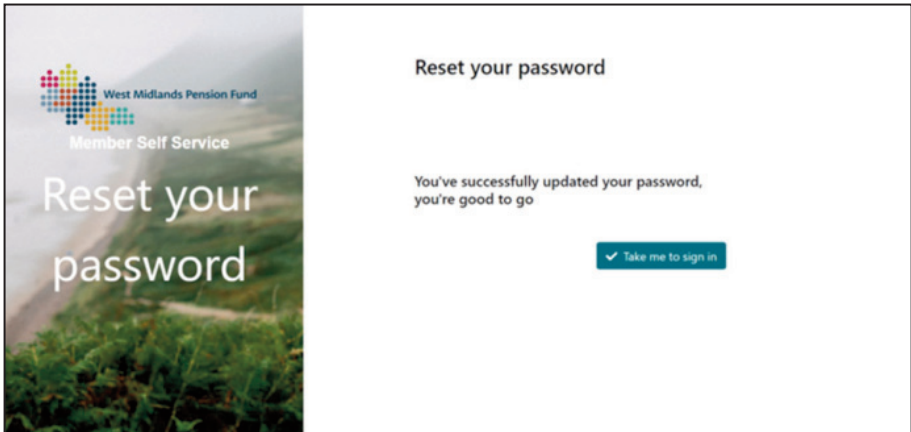 West Midlands Pension Fund
Member Self Service
Reset your
password
Reset your password
You've successfully updated your password,
you're good to go
Take me to sign in